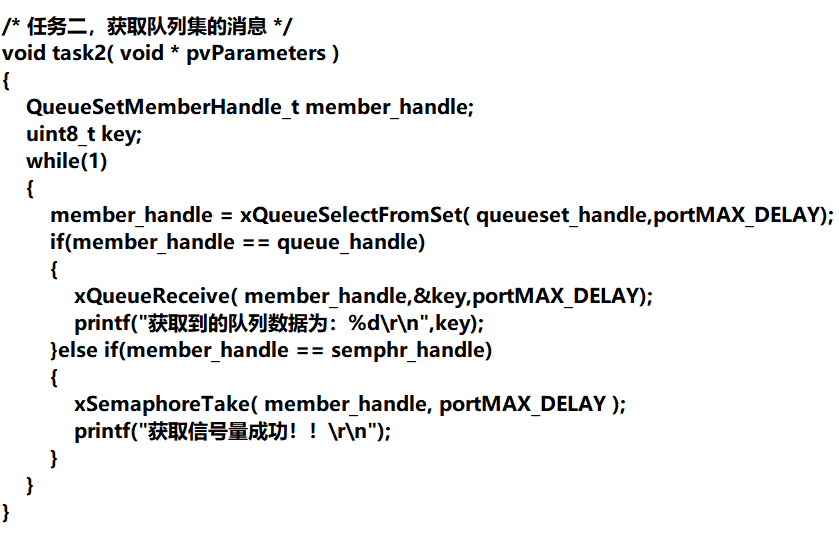 /* 任务二，获取队列集的消息 */
void task2( void * pvParameters )
{
    QueueSetMemberHandle_t member_handle;
    uint8_t key;
    while(1)
    {
        member_handle = xQueueSelectFromSet( queueset_handle,portMAX_DELAY);
        if(member_handle == queue_handle)
        {
            xQueueReceive( member_handle,&key,portMAX_DELAY);
            printf("获取到的队列数据为：%d\r\n",key);
        }else if(member_handle == semphr_handle)
        {
            xSemaphoreTake( member_handle, portMAX_DELAY );
            printf("获取信号量成功！！\r\n");
        }
    }
}